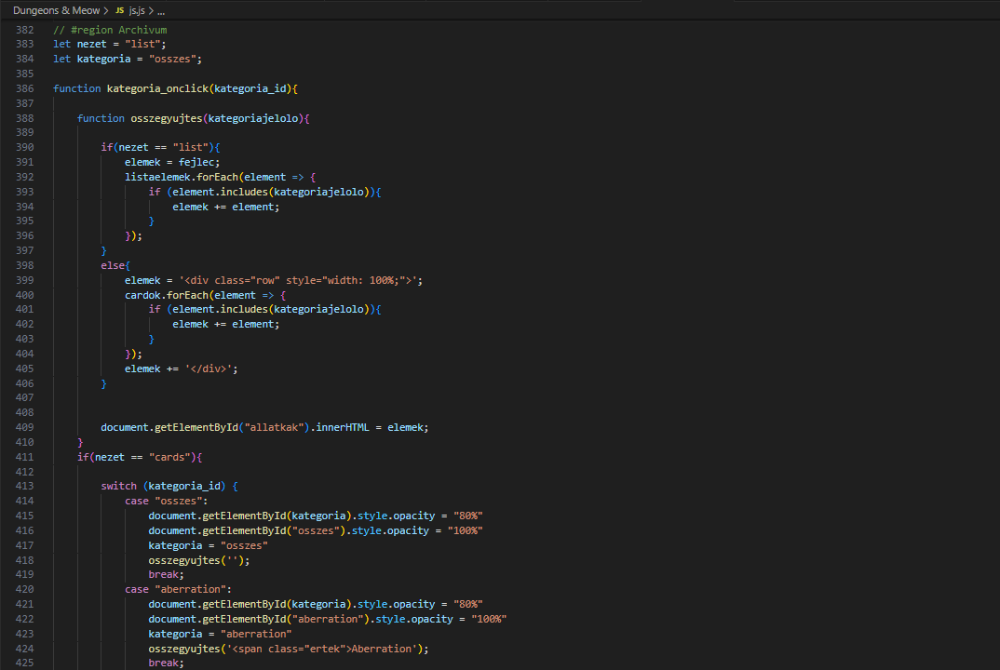 Dungeons & Meow > JS js.js > ...
382 // #region Archivum
383 let nezet = "list";
384 let kategoria = "osszes";
385
386 function kategoria_onclick(kategoria_id){
387
388     function osszegyujtes(kategoriajelolo){
389
390         if(nezet == "list"){
391             elemek = fejlec;
392             listaelemek.forEach(element => {
393                 if (element.includes(kategoriajelolo)){
394                     elemek += element;
395                 }
396             });
397         }
398         else{
399             elemek = '<div class="row" style="width: 100%;">';
400             cardok.forEach(element => {
401                 if (element.includes(kategoriajelolo)){
402                     elemek += element;
403                 }
404             });
405             elemek += '</div>';
406         }
407
408
409         document.getElementById("allatkak").innerHTML = elemek;
410     }
411     if(nezet == "cards"){
412
413         switch (kategoria_id) {
414             case "osszes":
415                 document.getElementById(kategoria).style.opacity = "80%"
416                 document.getElementById("osszes").style.opacity = "100%"
417                 kategoria = "osszes"
418                 osszegyujtes('');
419                 break;
420             case "aberration":
421                 document.getElementById(kategoria).style.opacity = "80%"
422                 document.getElementById("aberration").style.opacity = "100%"
423                 kategoria = "aberration"
424                 osszegyujtes('<span class="ertek">Aberration');
425                 break;